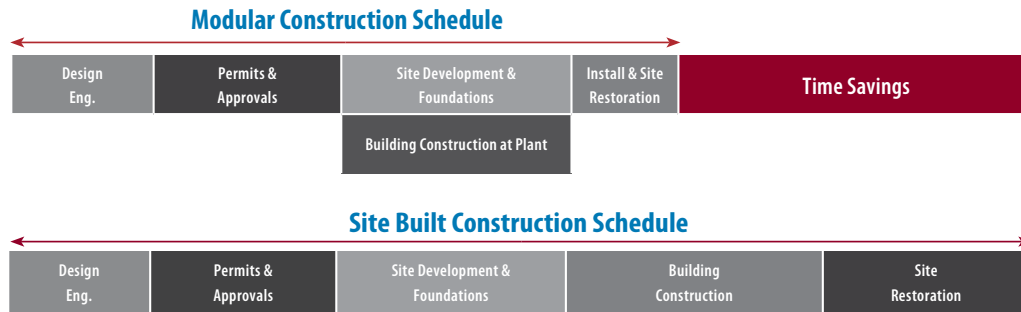 Modular Construction Schedule
Design
Eng.
Permits &
Approvals
Site Development &
Foundations
Install & Site
Restoration
Time Savings
Building Construction at Plant
Site Built Construction Schedule
Design
Eng.
Permits &
Approvals
Site Development &
Foundations
Building
Construction
Site
Restoration